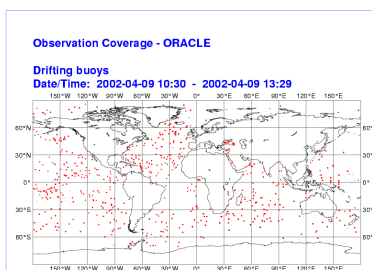 Observation Coverage - ORACLE
Drifting buoys
Date/Time: 2002-04-09 10:30 - 2002-04-09 13:29
150°W 120°W 90°W 60°W 30°W 0° 30°E 60°E 90°E 120°E 150°E
60°N 60°
30°N 30°
0° 0°
30°S 30°
60°S 60°
150°W 120°W 90°W 60°W 30°W 0° 30°E 60°E 90°E 120°E 150°E